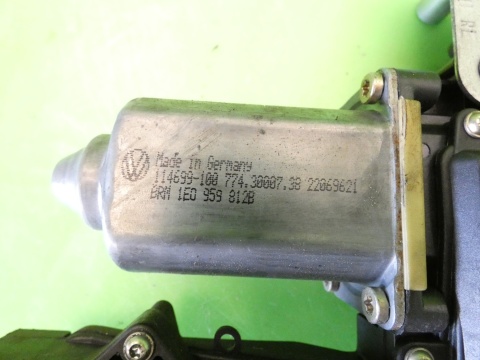 Made in Germany
114699-100 774.30007.38 22069621
BRM 1E0 959 812B